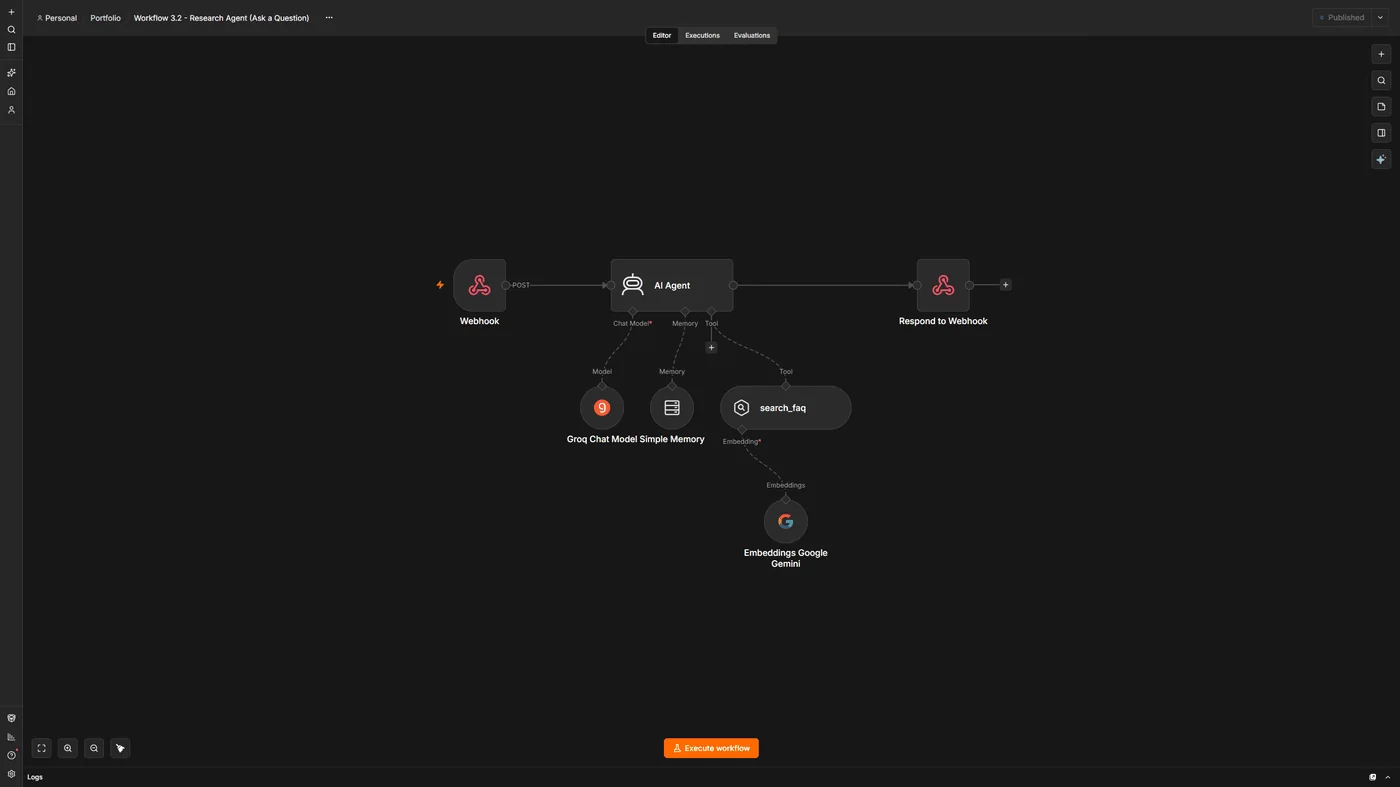 Personal
Portfolio
Workflow 3.2 - Research Agent (Ask a Question)
Published
Editor
Executions
Evaluations
POST
AI Agent
Webhook
Chat Model*
Memory
Tool
Respond to Webhook
Model
Memory
Tool
search_faq
Groq Chat Model
Simple Memory
Embedding*
Embeddings
Embeddings Google
Gemini
Execute workflow
Logs